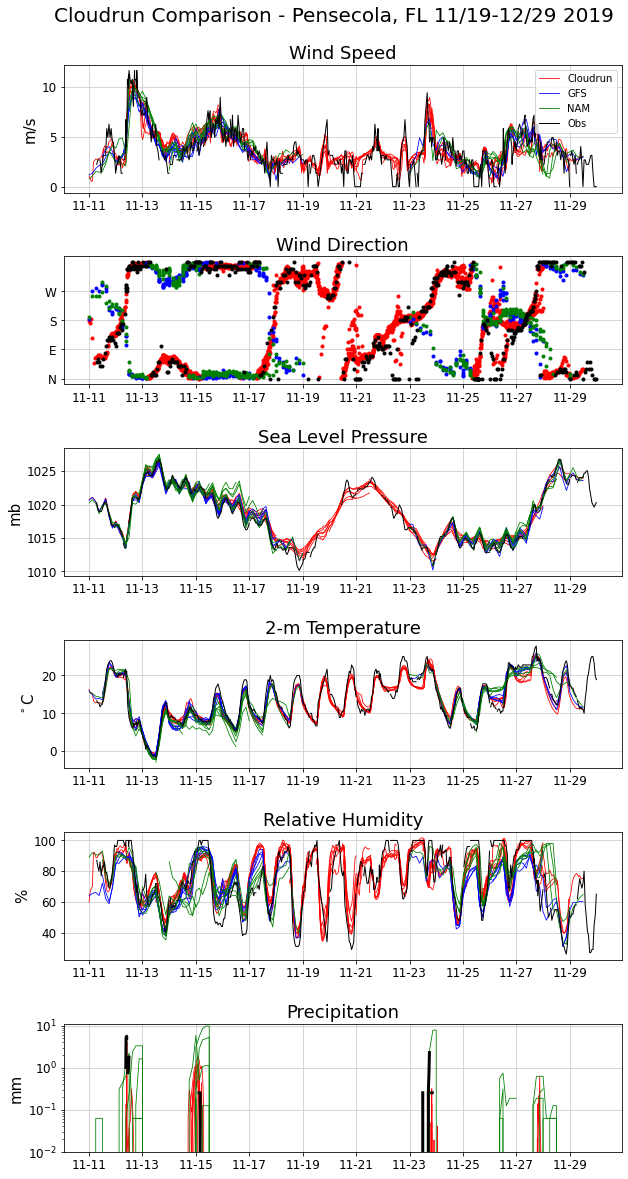 Cloudrun Comparison - Pensecola, FL 11/19-12/29 2019
Wind Speed
10
5
0
m/s
Cloudrun
GFS
NAM
Obs
11-11 11-13 11-15 11-17 11-19 11-21 11-23 11-25 11-27 11-29
Wind Direction
W
S
E
N
11-11 11-13 11-15 11-17 11-19 11-21 11-23 11-25 11-27 11-29
Sea Level Pressure
1025
1020
1015
1010
mb
11-11 11-13 11-15 11-17 11-19 11-21 11-23 11-25 11-27 11-29
2-m Temperature
20
10
0
°C
11-11 11-13 11-15 11-17 11-19 11-21 11-23 11-25 11-27 11-29
Relative Humidity
100
80
60
40
%
11-11 11-13 11-15 11-17 11-19 11-21 11-23 11-25 11-27 11-29
Precipitation
10¹
10⁰
10⁻¹
10⁻²
mm
11-11 11-13 11-15 11-17 11-19 11-21 11-23 11-25 11-27 11-29